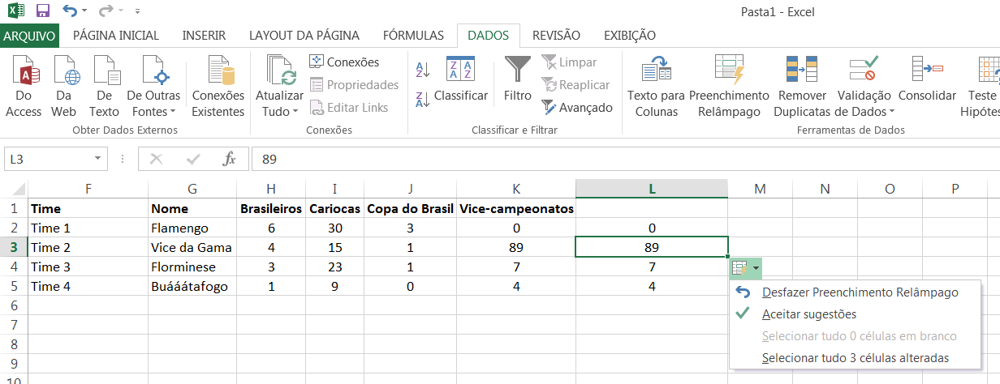 Pasta1 - Excel
ARQUIVO PÁGINA INICIAL INSERIR LAYOUT DA PÁGINA FÓRMULAS DADOS REVISÃO EXIBIÇÃO
Do Access
Da Web
De Texto
De Outras Fontes
Conexões Existentes
Obter Dados Externos
Atualizar Tudo
Conexões
Propriedades
Editar Links
Conexões
Classificar
Filtro
Limpar
Reaplicar
Avançado
Classificar e Filtrar
Texto para Colunas
Preenchimento Relâmpago
Remover Duplicatas
Validação de Dados
Consolidar
Teste Hipótes
Ferramentas de Dados
L3 fx 89
F G H I J K L M N O P
1 Time Nome Brasileiros Cariocas Copa do Brasil Vice-campeonatos
2 Time 1 Flamengo 6 30 3 0 0
3 Time 2 Vice da Gama 4 15 1 89 89
4 Time 3 Florminese 3 23 1 7 7
5 Time 4 Buááátafogo 1 9 0 4 4
6
7
8
9
10
Desfazer Preenchimento Relâmpago
Aceitar sugestões
Selecionar tudo 0 células em branco
Selecionar tudo 3 células alteradas